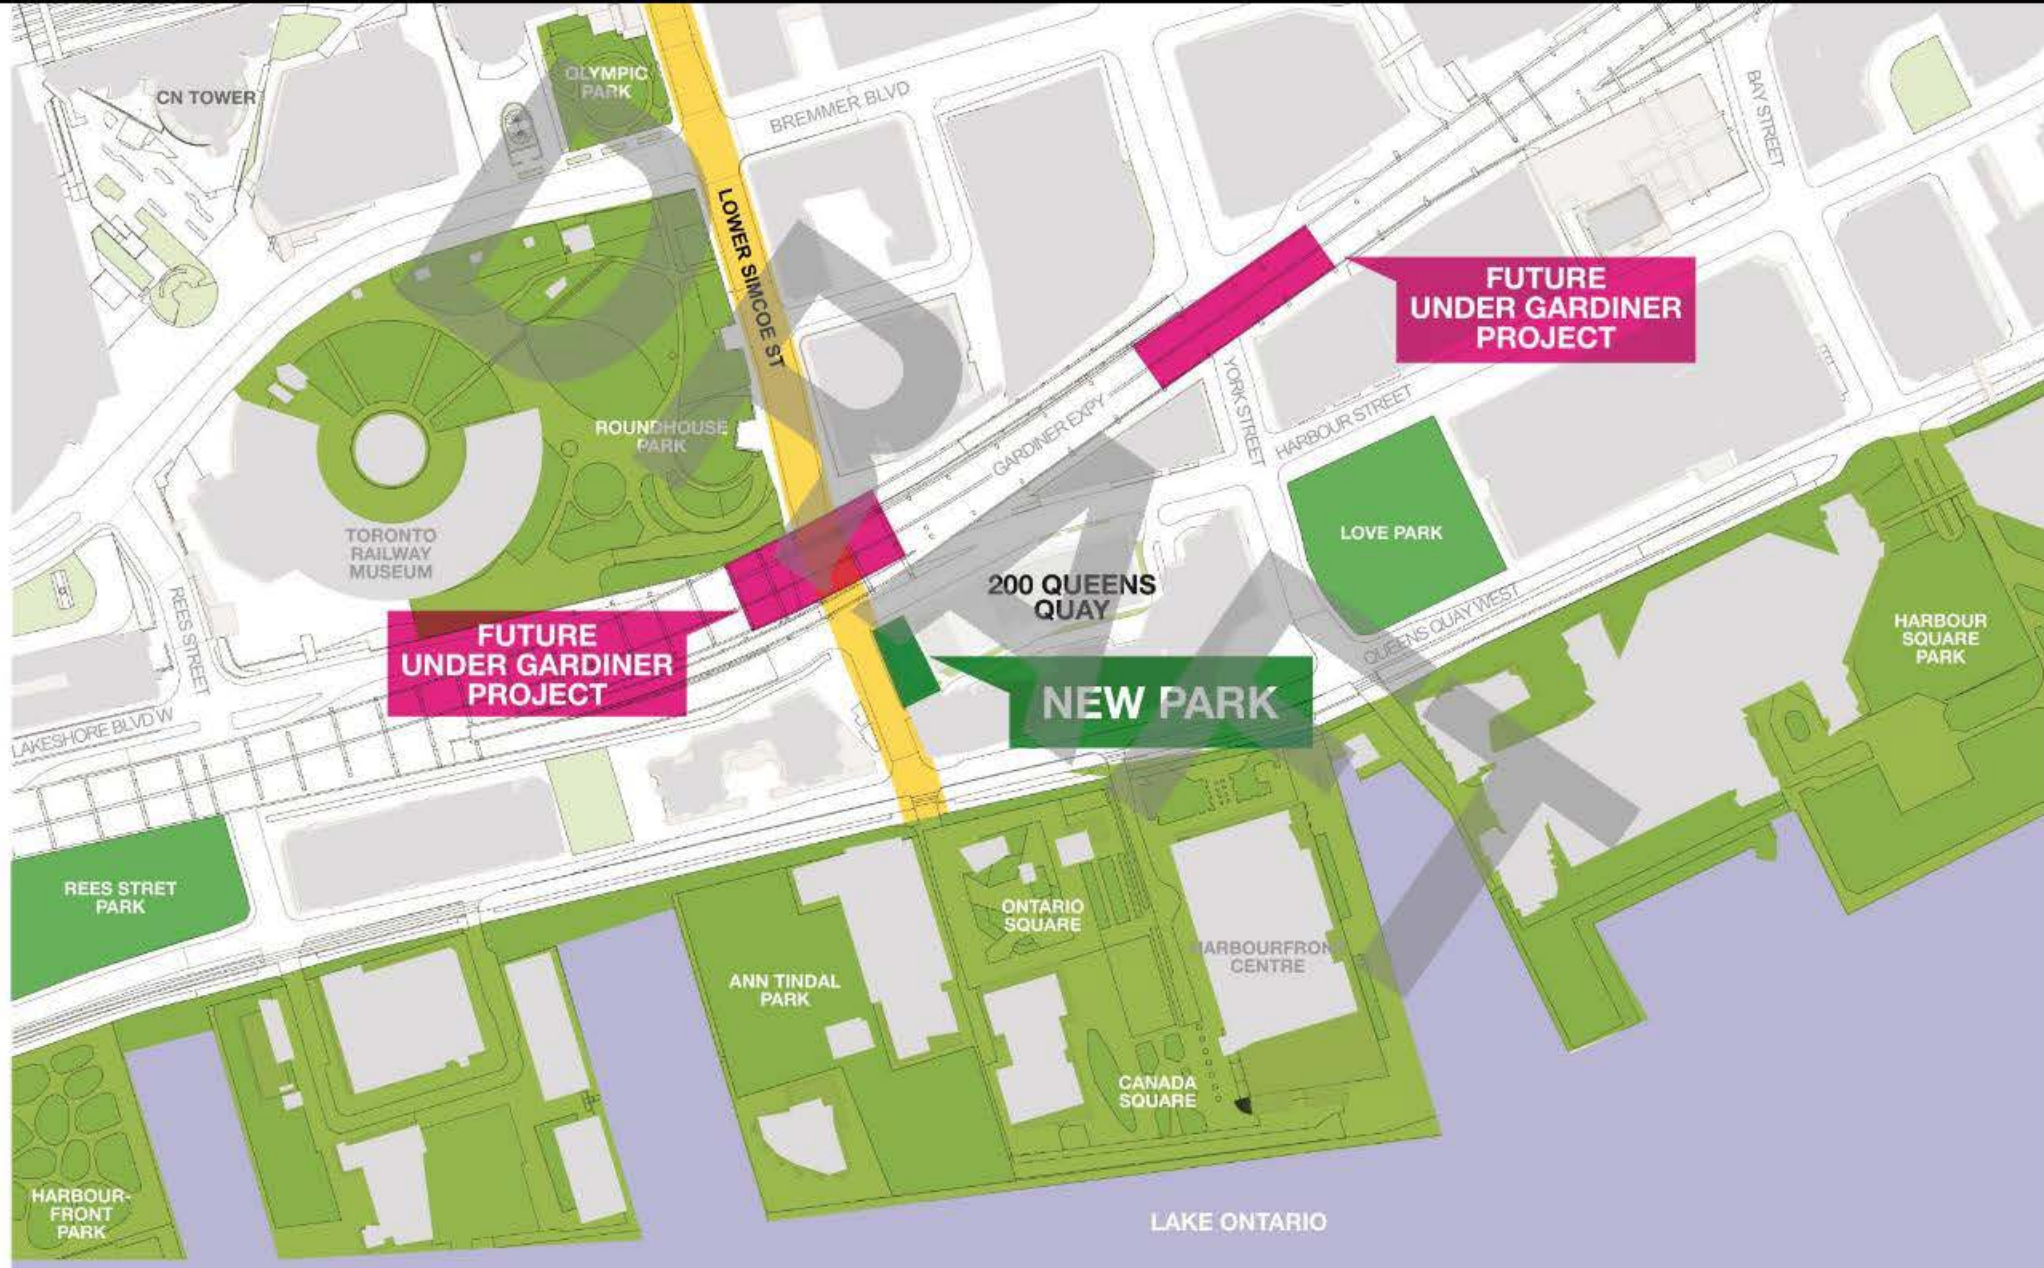 OLYMPIC
PARK
CN TOWER
BREMMER BLVD
BAY STREET
LOWER SIMCOE ST
FUTURE
UNDER GARDINER
PROJECT
YORK STREET
HARBOUR STREET
GARDINER EXPY
ROUNDHOUSE
PARK
TORONTO
RAILWAY
MUSEUM
LOVE PARK
200 QUEENS
QUAY
REES STREET
QUEENS QUAY WEST
HARBOUR
SQUARE
PARK
FUTURE
UNDER GARDINER
PROJECT
NEW PARK
LAKESHORE BLVD W
REES STRET
PARK
ONTARIO
SQUARE
HARBOURFRONT
CENTRE
ANN TINDAL
PARK
CANADA
SQUARE
HARBOUR-
FRONT
PARK
LAKE ONTARIO
DRAFT